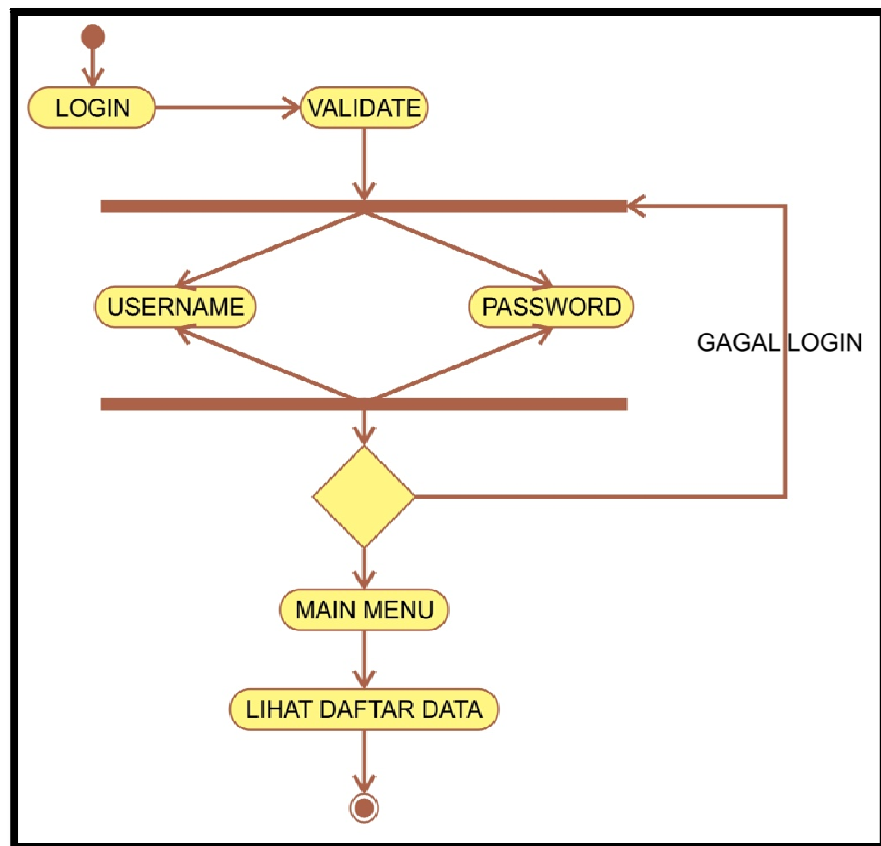 LOGIN
VALIDATE
USERNAME
PASSWORD
GAGAL LOGIN
MAIN MENU
LIHAT DAFTAR DATA